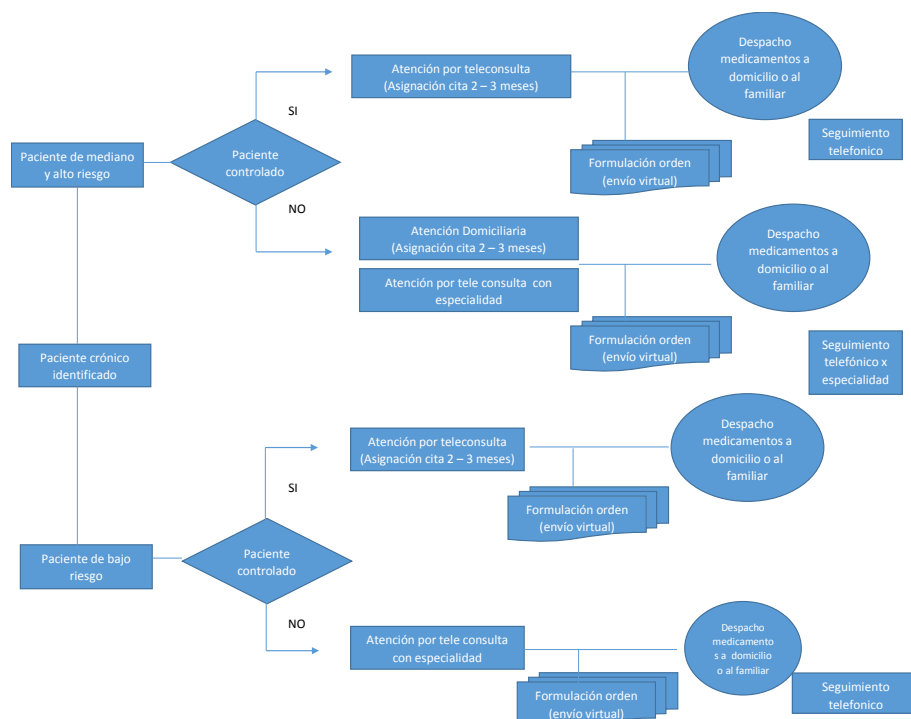 Despacho
medicamentos a
domicilio o al
familiar
Atención por teleconsulta
(Asignación cita 2 – 3 meses)
SI
Seguimiento
telefonico
Paciente de mediano
y alto riesgo
Paciente
controlado
Formulación orden
(envío virtual)
NO
Atención Domiciliaria
(Asignación cita 2 – 3 meses)
Despacho
medicamentos a
domicilio o al
familiar
Atención por tele consulta  con
especialidad
Formulación orden
(envío virtual)
Paciente crónico
identificado
Seguimiento
telefónico x
especialidad
Atención por teleconsulta
(Asignación cita 2 – 3 meses)
Despacho
medicamentos a
domicilio o al
familiar
SI
Formulación orden
(envío virtual)
Paciente de bajo
riesgo
Paciente
controlado
NO
Atención por tele consulta
con especialidad
Despacho
medicamento
s a  domicilio
o al familiar
Formulación orden
(envío virtual)
Seguimiento
telefonico